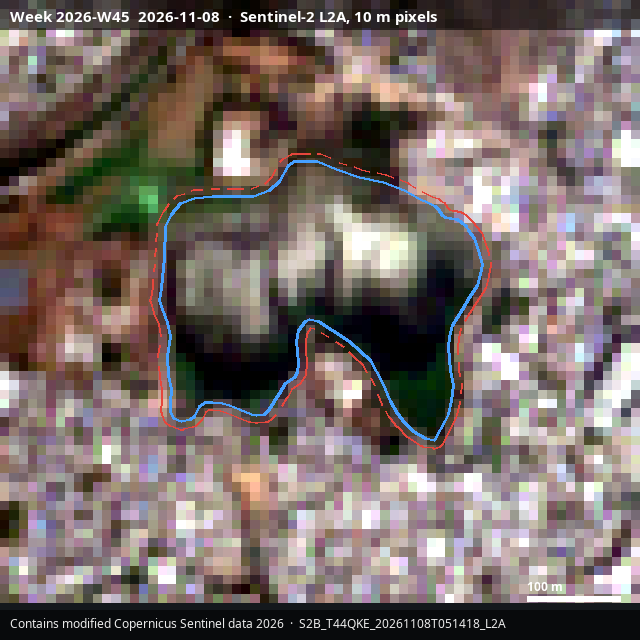 Week 2026-W45  2026-11-08  ·  Sentinel-2 L2A, 10 m pixels
100 m
Contains modified Copernicus Sentinel data 2026  ·  S2B_T44QKE_20261108T051418_L2A